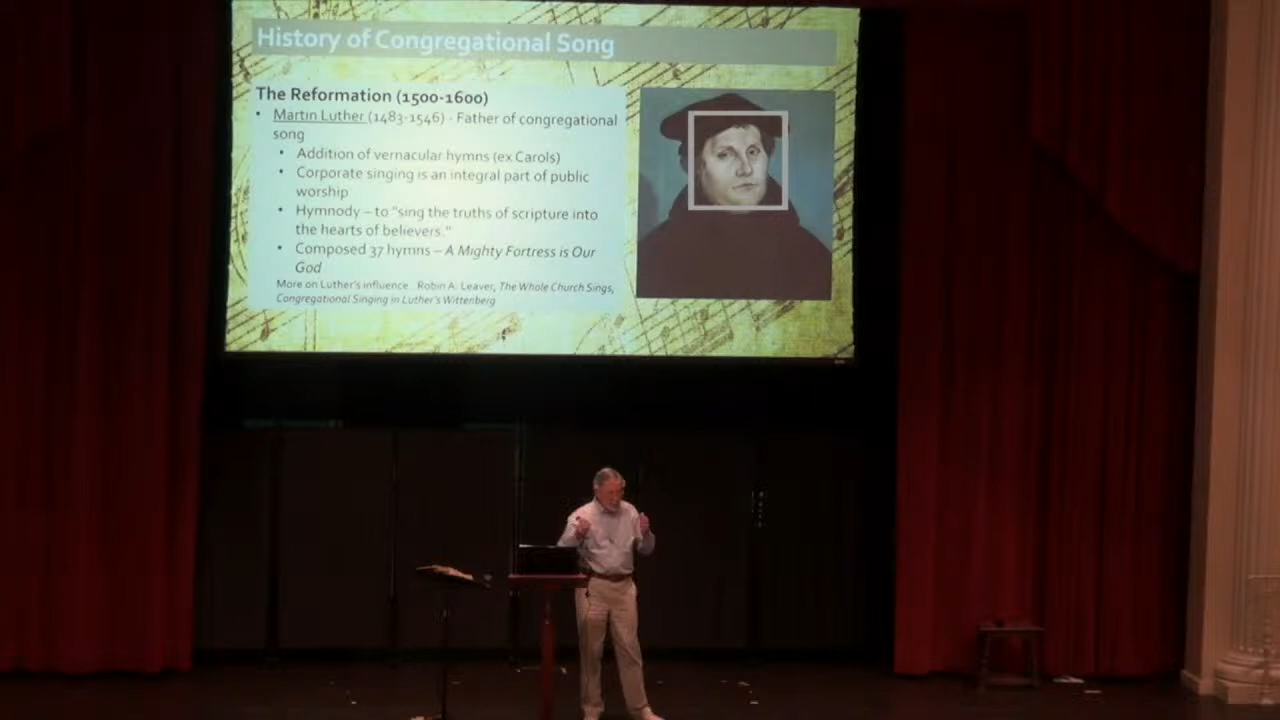 History of Congregational Song
The Reformation (1500-1600)
• Martin Luther (1483-1546) - Father of congregational
song
• Addition of vernacular hymns (ex Carols)
• Corporate singing is an integral part of public
worship
• Hymnody – to "sing the truths of scripture into
the hearts of believers."
• Composed 37 hymns – A Mighty Fortress is Our
God
More on Luther's influence Robin A. Leaver, The Whole Church Sings,
Congregational Singing in Luther's Wittenberg